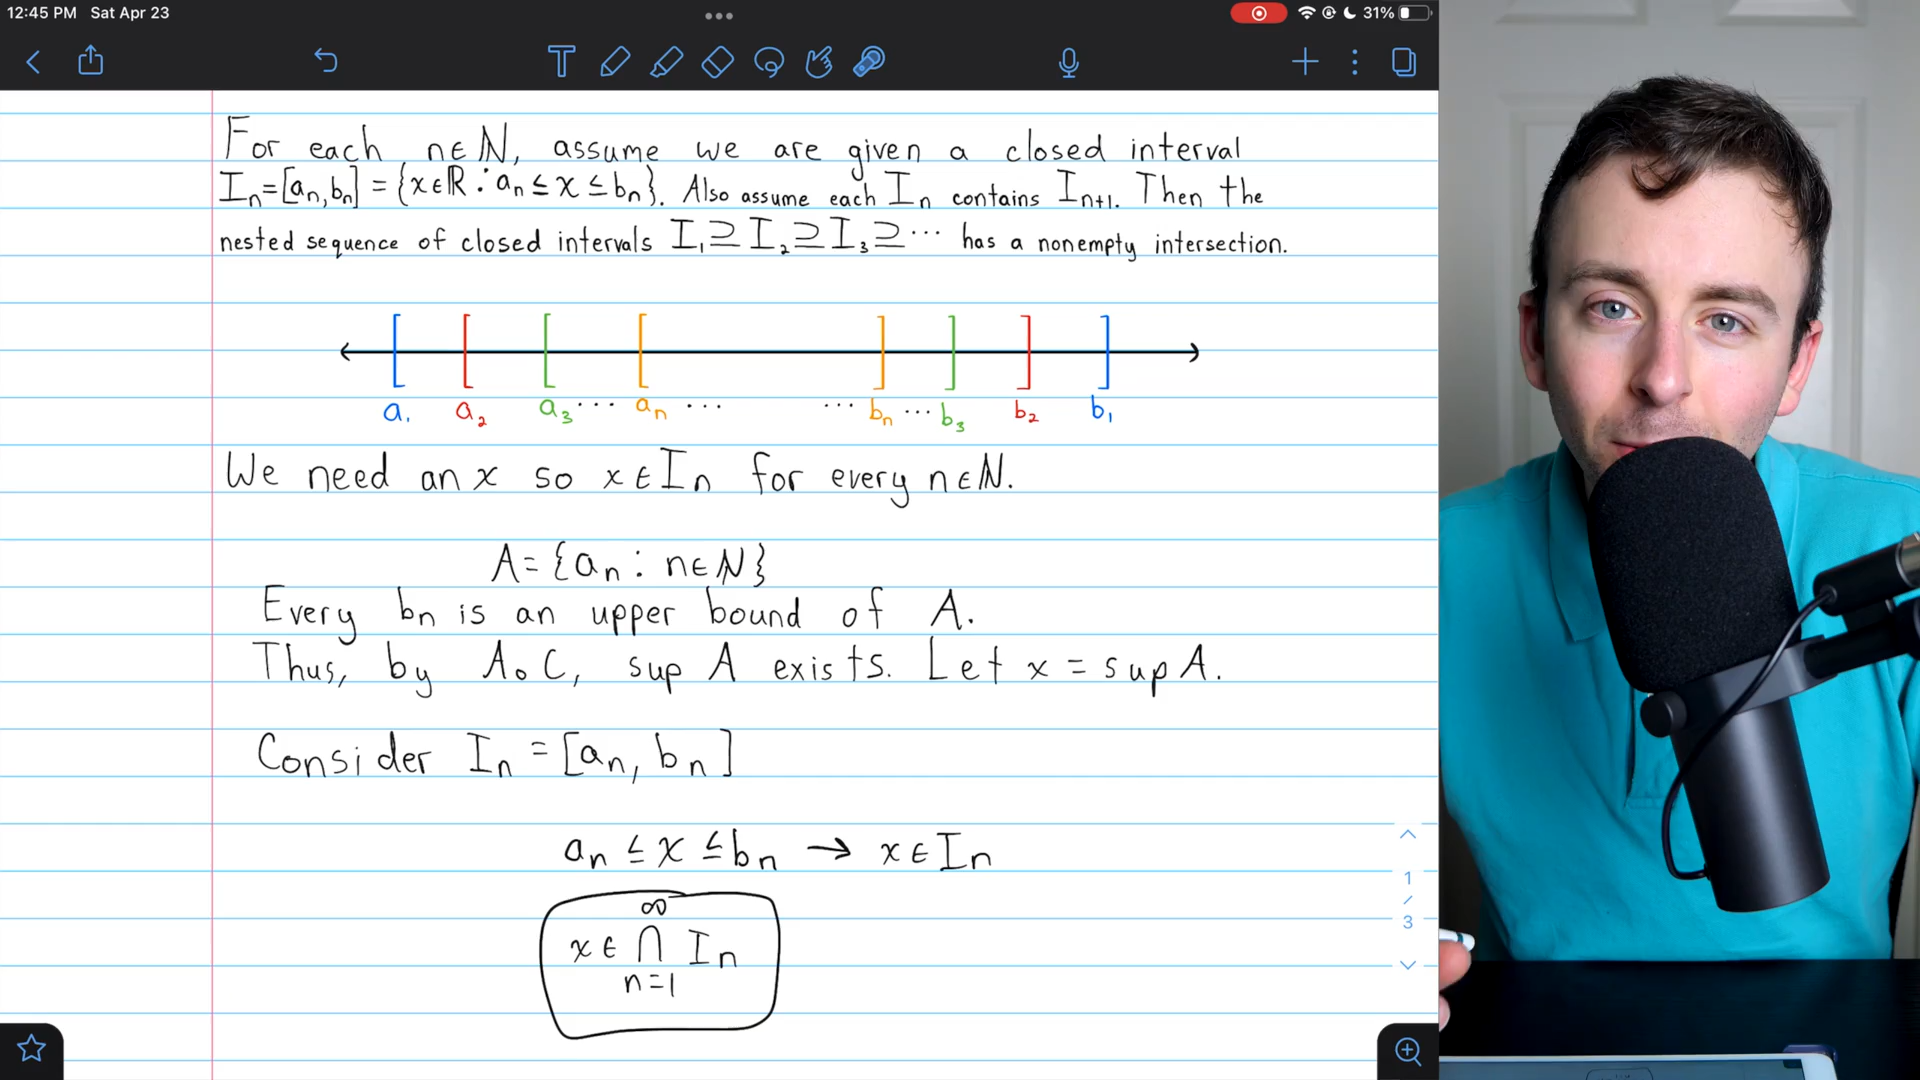 12:45 PM Sat Apr 23
31%
For each n∈ℕ, assume we are given a closed interval
Iₙ=[aₙ,bₙ] = {x∈ℝ : aₙ ≤ x ≤ bₙ}. Also assume each Iₙ contains Iₙ₊₁. Then the
nested sequence of closed intervals I₁⊇I₂⊇I₃⊇⋯ has a nonempty intersection.
a₁ a₂ a₃ ⋯ aₙ ⋯ ⋯ bₙ ⋯ b₃ b₂ b₁
We need an x so x∈Iₙ for every n∈ℕ.
A={aₙ : n∈ℕ}
Every bₙ is an upper bound of A.
Thus, by AoC, sup A exists. Let x = sup A.
Consider Iₙ = [aₙ, bₙ]
aₙ ≤ x ≤ bₙ → x∈Iₙ
∞
x∈ ⋂ Iₙ
n=1
1
/
3